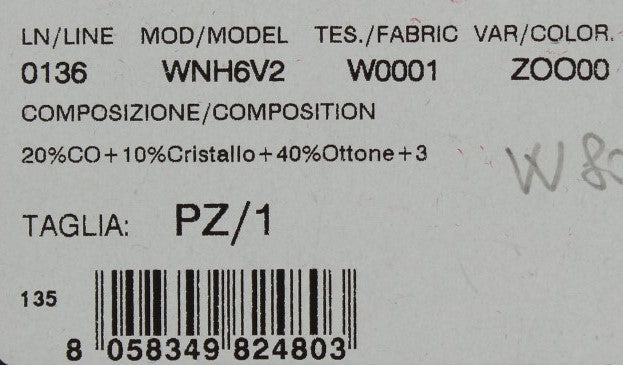 LN/LINE MOD/MODEL TES./FABRIC VAR/COLOR.
0136 WNH6V2 W0001 ZOO00
COMPOSIZIONE/COMPOSITION
20%CO+10%Cristallo+40%Ottone+3
TAGLIA: PZ/1
135
8 058349 824803